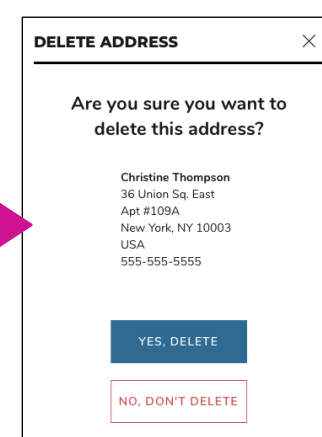 DELETE ADDRESS
Are you sure you want to
delete this address?
Christine Thompson
36 Union Sq. East
Apt #109A
New York, NY 10003
USA
555-555-5555
YES, DELETE
NO, DON'T DELETE